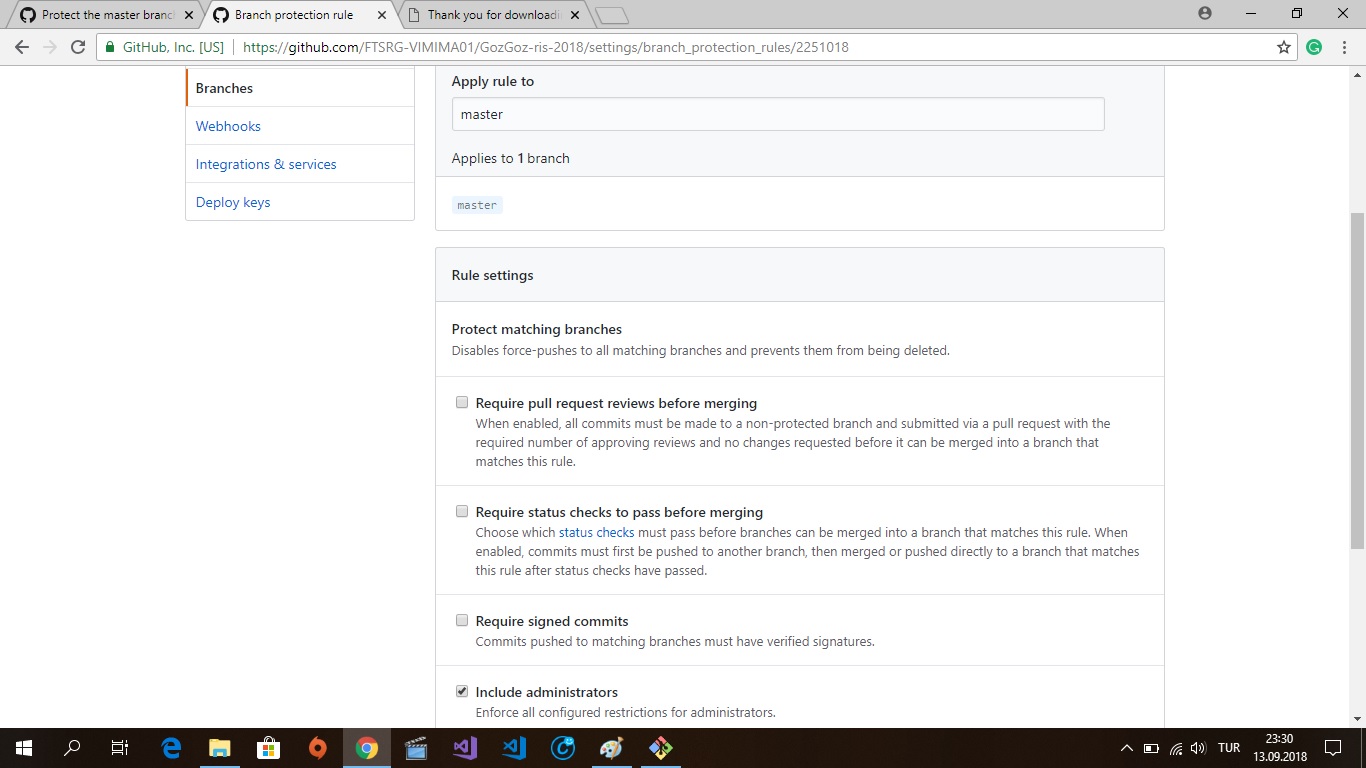 Protect the master branch
Branch protection rule
Thank you for downloadi
GitHub, Inc. [US]
https://github.com/FTSRG-VIMIMA01/GozGoz-ris-2018/settings/branch_protection_rules/2251018
Branches
Webhooks
Integrations & services
Deploy keys
Apply rule to
master
Applies to 1 branch
master
Rule settings
Protect matching branches
Disables force-pushes to all matching branches and prevents them from being deleted.
Require pull request reviews before merging
When enabled, all commits must be made to a non-protected branch and submitted via a pull request with the
required number of approving reviews and no changes requested before it can be merged into a branch that
matches this rule.
Require status checks to pass before merging
Choose which status checks must pass before branches can be merged into a branch that matches this rule. When
enabled, commits must first be pushed to another branch, then merged or pushed directly to a branch that matches
this rule after status checks have passed.
Require signed commits
Commits pushed to matching branches must have verified signatures.
Include administrators
Enforce all configured restrictions for administrators.
TUR
23:30
13.09.2018